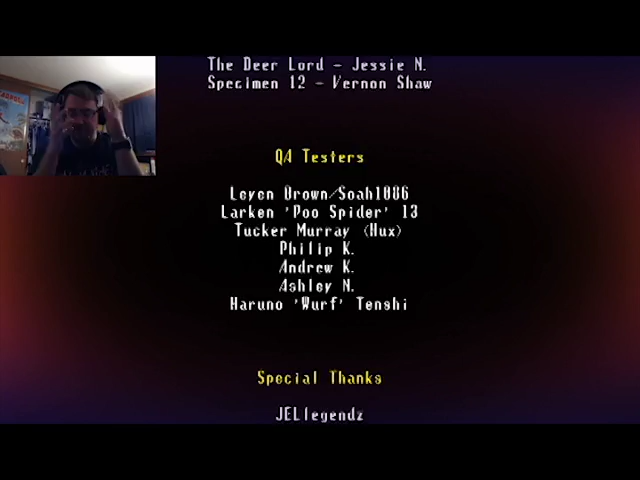 The Deer Lord - Jessie N.
Specimen 12 - Vernon Shaw
QA Testers
Leyen Brown/Soah1086
Larken 'Poo Spider' 13
Tucker Murray (Hux)
Philip K.
Andrew K.
Ashley N.
Haruno 'Wurf' Tenshi
Special Thanks
JELlegendz